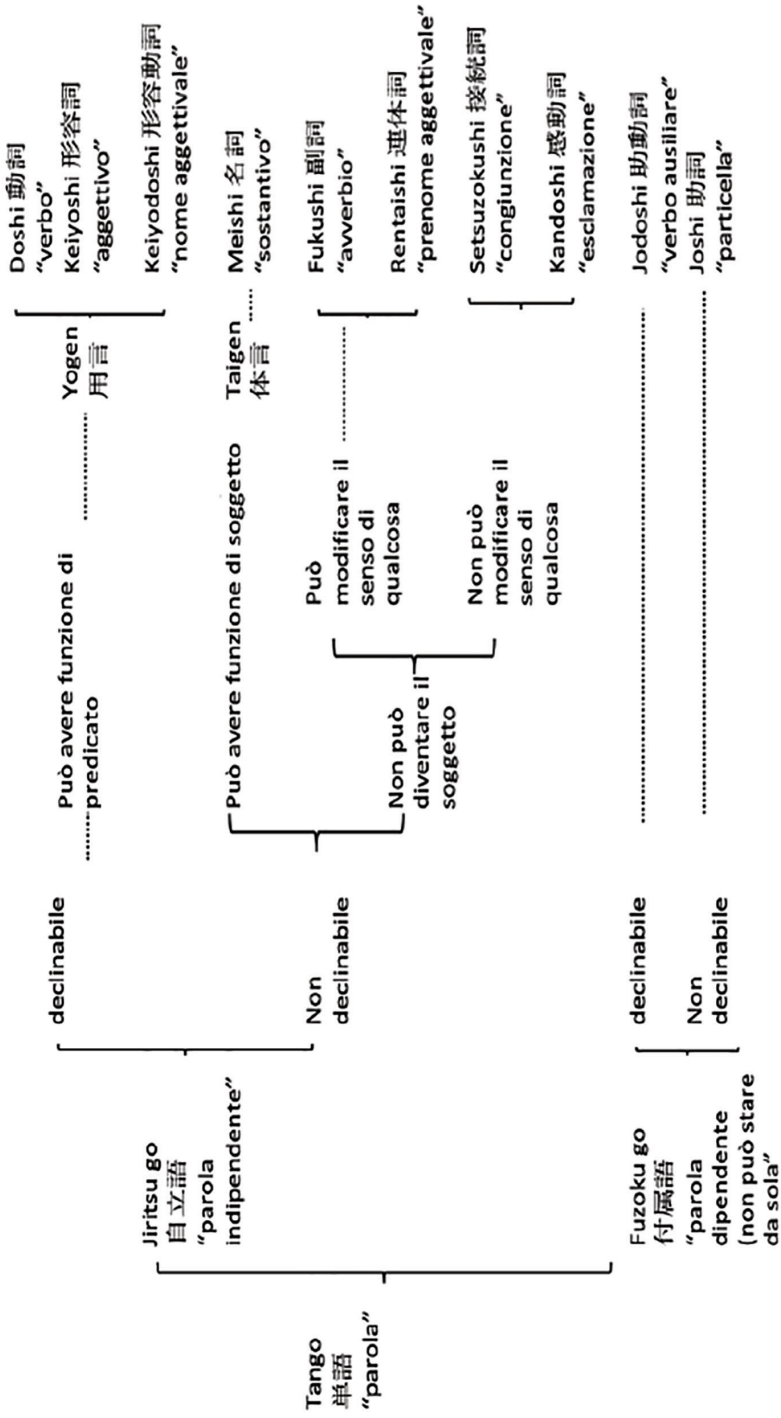 Tango
単語
“parola”
Jiritsu go
自立語
“parola
indipendente”
declinabile
Può avere funzione di
predicato
Yogen
用言
Doshi 動詞
“verbo”
Keiyoshi 形容詞
“aggettivo”
Keiyodoshi 形容動詞
“nome aggettivale”
Non
declinabile
Può avere funzione di soggetto
Taigen
体言
Meishi 名詞
“sostantivo”
Non può
diventare il
soggetto
Può
modificare il
senso di
qualcosa
Fukushi 副詞
“avverbio”
Rentaishi 連体詞
“prenome aggettivale”
Non può
modificare il
senso di
qualcosa
Setsuzokushi 接続詞
“congiunzione”
Kandoshi 感動詞
“esclamazione”
Fuzoku go
付属語
“parola
dipendente
(non può stare
da sola”
declinabile
Jodoshi 助動詞
“verbo ausiliare”
Non
declinabile
Joshi 助詞
“particella”